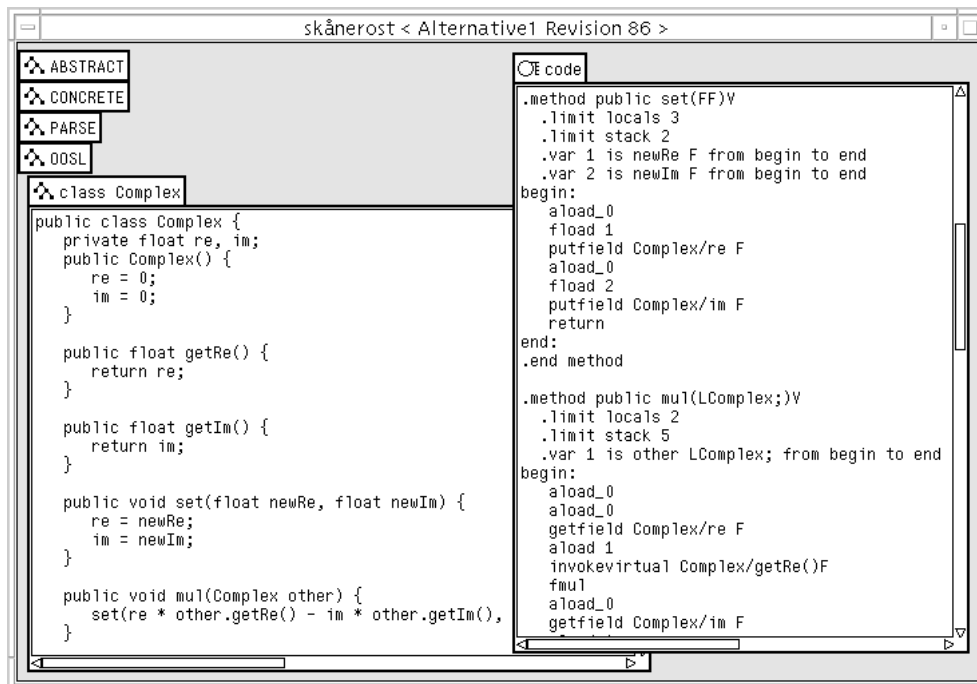 skånerost < Alternative1 Revision 86 >
ABSTRACT
CONCRETE
PARSE
OOSL
class Complex
public class Complex {
private float re, im;
public Complex() {
re = 0;
im = 0;
}
public float getRe() {
return re;
}
public float getIm() {
return im;
}
public void set(float newRe, float newIm) {
re = newRe;
im = newIm;
}
public void mul(Complex other) {
set(re * other.getRe() - im * other.getIm(),
}
code
.method public set(FF)V
.limit locals 3
.limit stack 2
.var 1 is newRe F from begin to end
.var 2 is newIm F from begin to end
begin:
aload_0
fload 1
putfield Complex/re F
aload_0
fload 2
putfield Complex/im F
return
end:
.end method
.method public mul(LComplex;)V
.limit locals 2
.limit stack 5
.var 1 is other LComplex; from begin to end
begin:
aload_0
aload_0
getfield Complex/re F
aload 1
invokevirtual Complex/getRe()F
fmul
aload_0
getfield Complex/im F